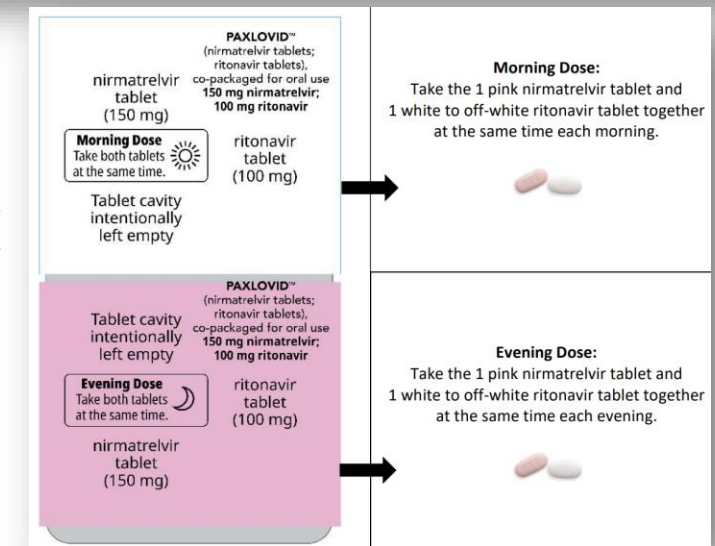 PAXLOVID™
(nirmatrelvir tablets;
ritonavir tablets),
co-packaged for oral use
150 mg nirmatrelvir;
100 mg ritonavir
nirmatrelvir
tablet
(150 mg)
Morning Dose
Take both tablets
at the same time.
ritonavir
tablet
(100 mg)
Tablet cavity
intentionally
left empty
Morning Dose:
Take the 1 pink nirmatrelvir tablet and
1 white to off-white ritonavir tablet together
at the same time each morning.
PAXLOVID™
(nirmatrelvir tablets;
ritonavir tablets),
co-packaged for oral use
150 mg nirmatrelvir;
100 mg ritonavir
Tablet cavity
intentionally
left empty
Evening Dose
Take both tablets
at the same time.
ritonavir
tablet
(100 mg)
nirmatrelvir
tablet
(150 mg)
Evening Dose:
Take the 1 pink nirmatrelvir tablet and
1 white to off-white ritonavir tablet together
at the same time each evening.